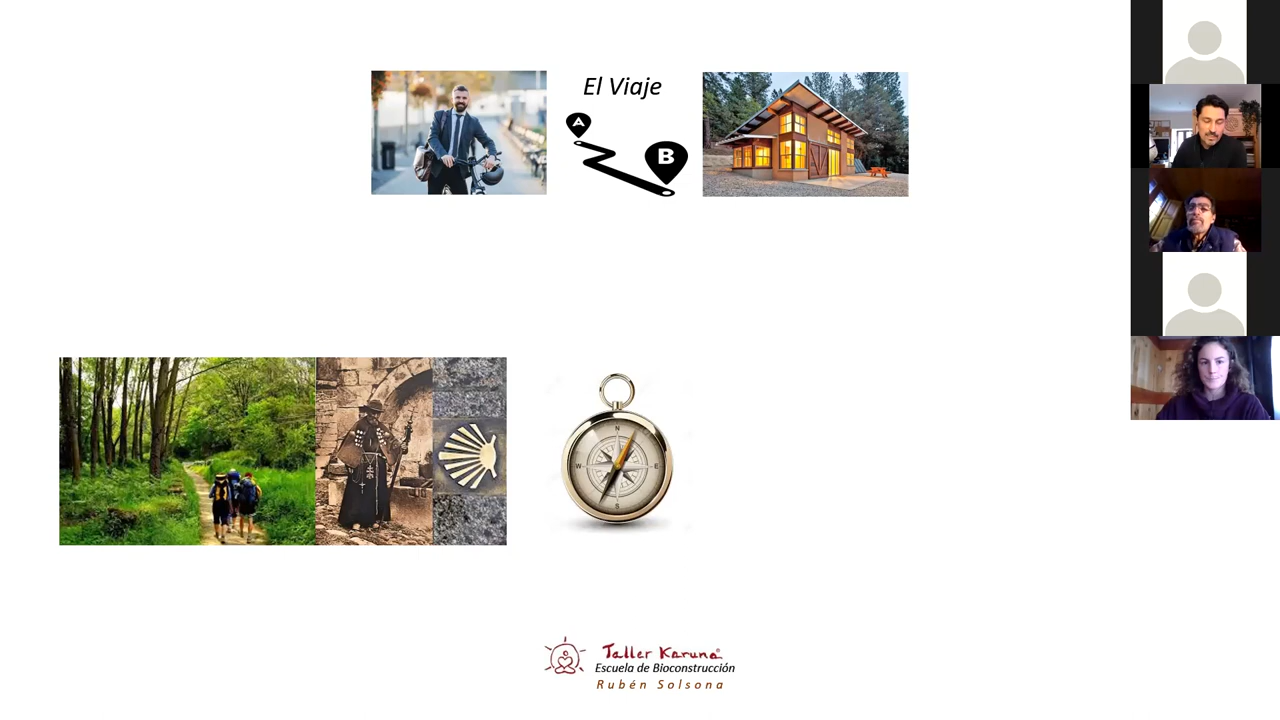 El Viaje
A
B
N
W
E
S
Taller Karuna
Escuela de Bioconstrucción
Rubén Solsona